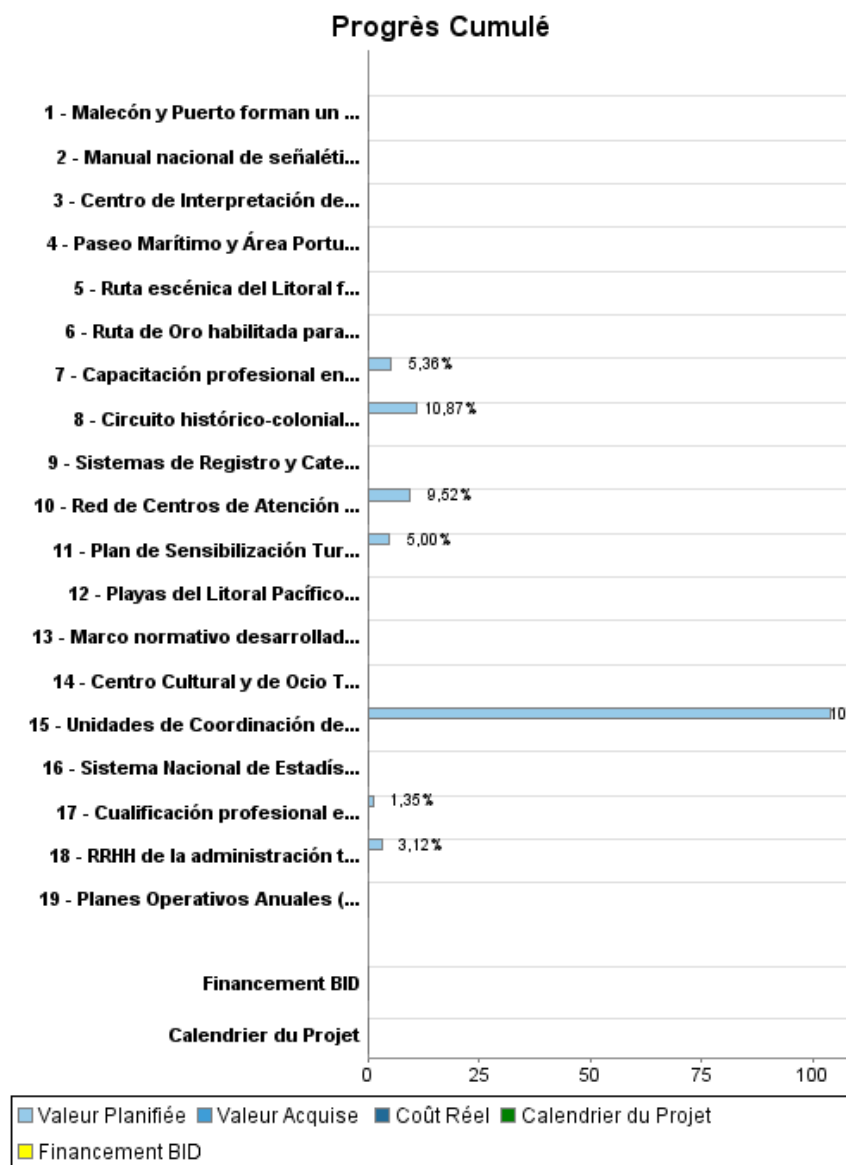 Progrès Cumulé
1 - Malecón y Puerto forman un ...
2 - Manual nacional de señaléti...
3 - Centro de Interpretación de...
4 - Paseo Marítimo y Área Portu...
5 - Ruta escénica del Litoral f...
6 - Ruta de Oro habilitada para...
7 - Capacitación profesional en...
5,36%
8 - Circuito histórico-colonial...
10,87%
9 - Sistemas de Registro y Cate...
10 - Red de Centros de Atención ...
9,52%
11 - Plan de Sensibilización Tur...
5,00%
12 - Playas del Litoral Pacífico...
13 - Marco normativo desarrollad...
14 - Centro Cultural y de Ocio T...
15 - Unidades de Coordinación de...
10
16 - Sistema Nacional de Estadís...
17 - Cualificación profesional e...
1,35%
18 - RRHH de la administración t...
3,12%
19 - Planes Operativos Anuales (...
Financement BID
Calendrier du Projet
0 25 50 75 100
Valeur Planifiée Valeur Acquise Coût Réel Calendrier du Projet
Financement BID